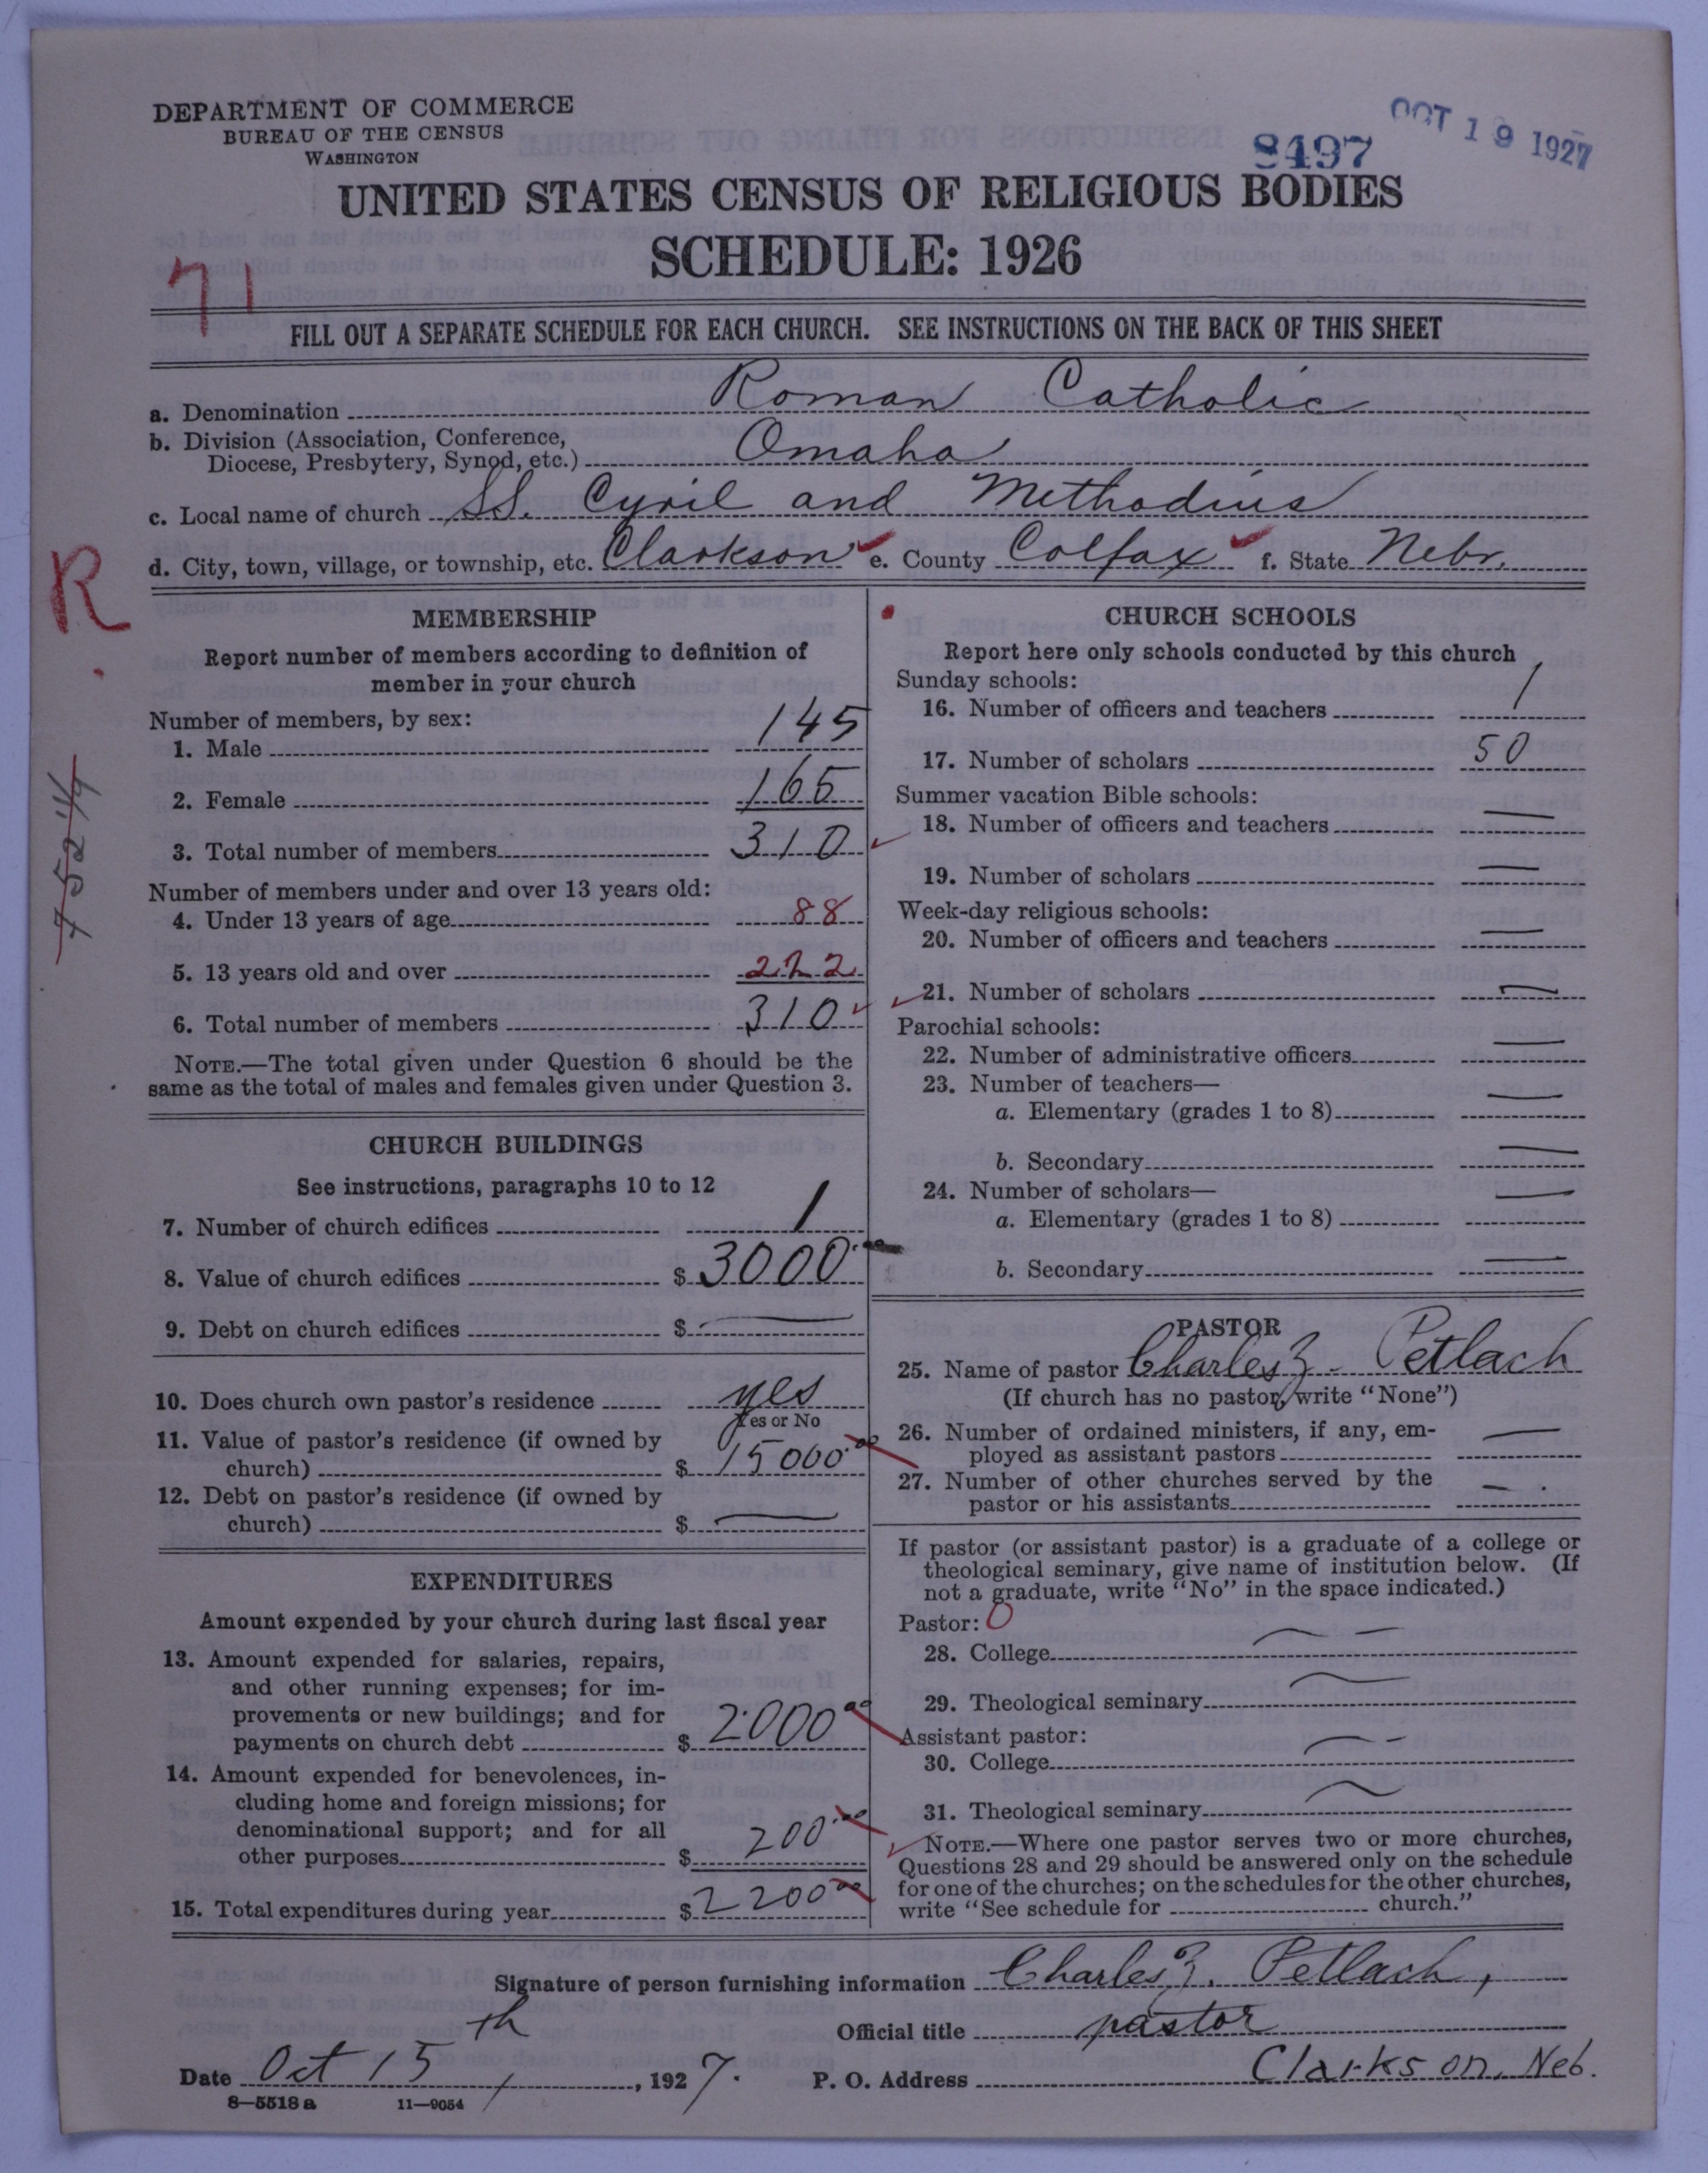 DEPARTMENT OF COMMERCE
BUREAU OF THE CENSUS
WASHINGTON
8497
OCT 19 1927
UNITED STATES CENSUS OF RELIGIOUS BODIES
SCHEDULE: 1926
71
FILL OUT A SEPARATE SCHEDULE FOR EACH CHURCH. SEE INSTRUCTIONS ON THE BACK OF THIS SHEET
a. Denomination Roman Catholic
b. Division (Association, Conference,
Diocese, Presbytery, Synod, etc.) Omaha
c. Local name of church SS. Cyril and Methodius
d. City, town, village, or township, etc. Clarkson e. County Colfax f. State Nebr.
R.
MEMBERSHIP
Report number of members according to definition of
member in your church
Number of members, by sex:
1. Male 145
2. Female 165
3. Total number of members 310
Number of members under and over 13 years old:
4. Under 13 years of age 88
5. 13 years old and over 222
6. Total number of members 310
NOTE.—The total given under Question 6 should be the
same as the total of males and females given under Question 3.
CHURCH BUILDINGS
See instructions, paragraphs 10 to 12
7. Number of church edifices 1
8. Value of church edifices $ 3000.00
9. Debt on church edifices $ —
10. Does church own pastor's residence yes
Yes or No
11. Value of pastor's residence (if owned by
church) $ 15000.00
12. Debt on pastor's residence (if owned by
church) $ —
EXPENDITURES
Amount expended by your church during last fiscal year
13. Amount expended for salaries, repairs,
and other running expenses; for im-
provements or new buildings; and for
payments on church debt $ 2000.00
14. Amount expended for benevolences, in-
cluding home and foreign missions; for
denominational support; and for all
other purposes $ 200.00
15. Total expenditures during year $ 2200.00
CHURCH SCHOOLS
Report here only schools conducted by this church
Sunday schools:
16. Number of officers and teachers 1
17. Number of scholars 50
Summer vacation Bible schools:
18. Number of officers and teachers —
19. Number of scholars —
Week-day religious schools:
20. Number of officers and teachers —
21. Number of scholars —
Parochial schools:
22. Number of administrative officers —
23. Number of teachers—
a. Elementary (grades 1 to 8) —
b. Secondary —
24. Number of scholars—
a. Elementary (grades 1 to 8) —
b. Secondary —
PASTOR
25. Name of pastor Charles Z. Petlach
(If church has no pastor, write "None")
26. Number of ordained ministers, if any, em-
ployed as assistant pastors —
27. Number of other churches served by the
pastor or his assistants —
If pastor (or assistant pastor) is a graduate of a college or
theological seminary, give name of institution below. (If
not a graduate, write "No" in the space indicated.)
Pastor: 0
28. College —
29. Theological seminary —
Assistant pastor:
30. College —
31. Theological seminary —
NOTE.—Where one pastor serves two or more churches,
Questions 28 and 29 should be answered only on the schedule
for one of the churches; on the schedules for the other churches,
write "See schedule for church."
Signature of person furnishing information Charles Z. Petlach,
Official title pastor
Date Oct 15th, 1927. P. O. Address Clarkson, Neb.
8—5518 a 11—9054